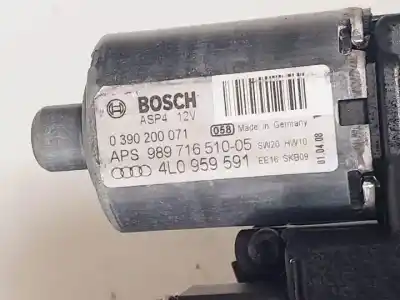 BOSCH
ASP4 12V
0 390 200 071 058 Made in Germany
APS 989 716 510-05 SW20 HW10
4L0 959 591 EE16 SKB09
01.04.08